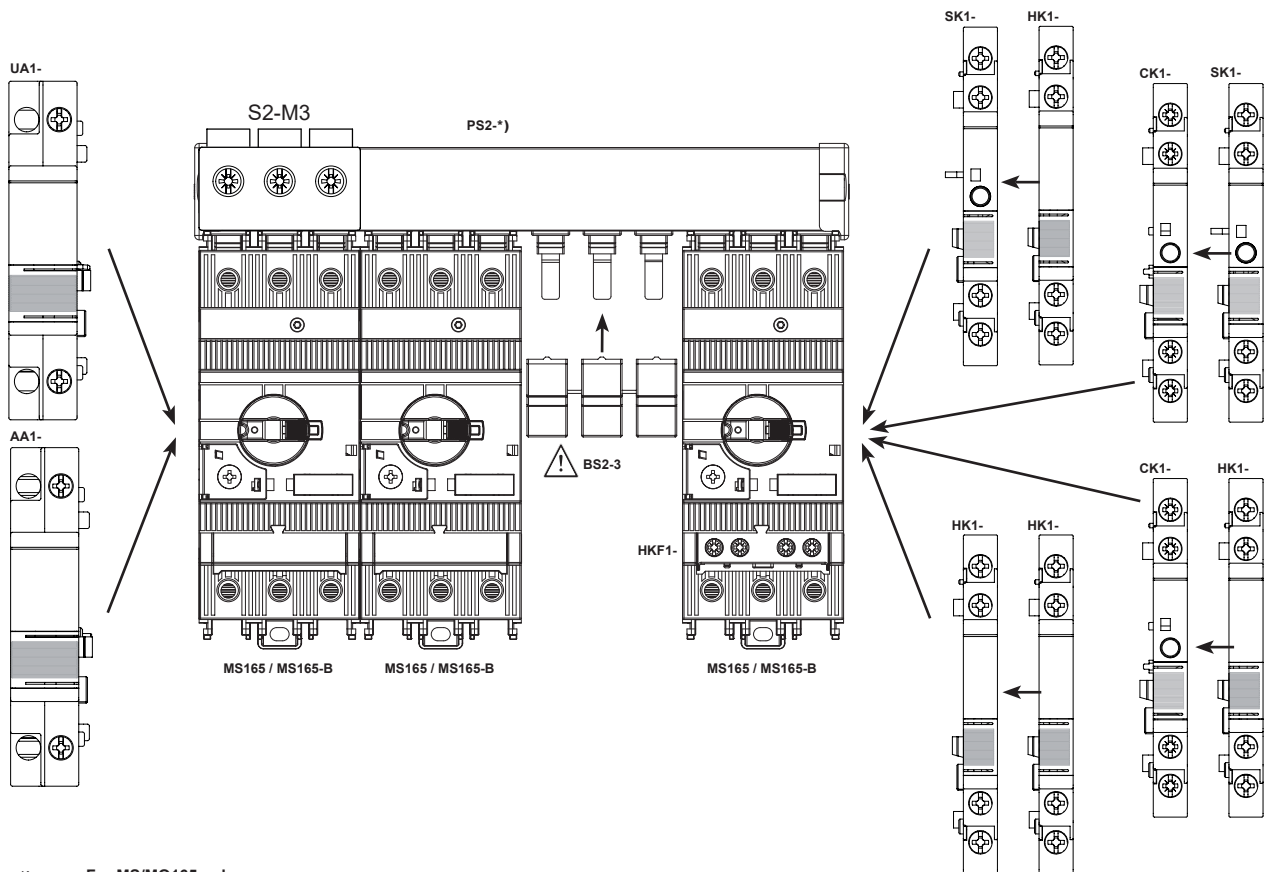 SK1-
HK1-
UA1-
CK1-
SK1-
S2-M3
PS2-*)
AA1-
BS2-3
CK1-
HK1-
HKF1-
HK1-
HK1-
MS165 / MS165-B
MS165 / MS165-B
MS165 / MS165-B